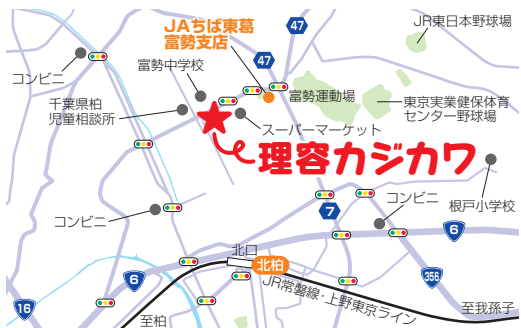 JR東日本野球場
47
JAちば東葛
富勢支店
47
コンビニ
富勢中学校
千葉県柏
児童相談所
富勢運動場
東京実業健保体育
センター野球場
スーパーマーケット
理容カジカワ
根戸小学校
コンビニ
7
コンビニ
6
北口
北柏
6
356
JR常磐線・上野東京ライン
16
至柏
至我孫子